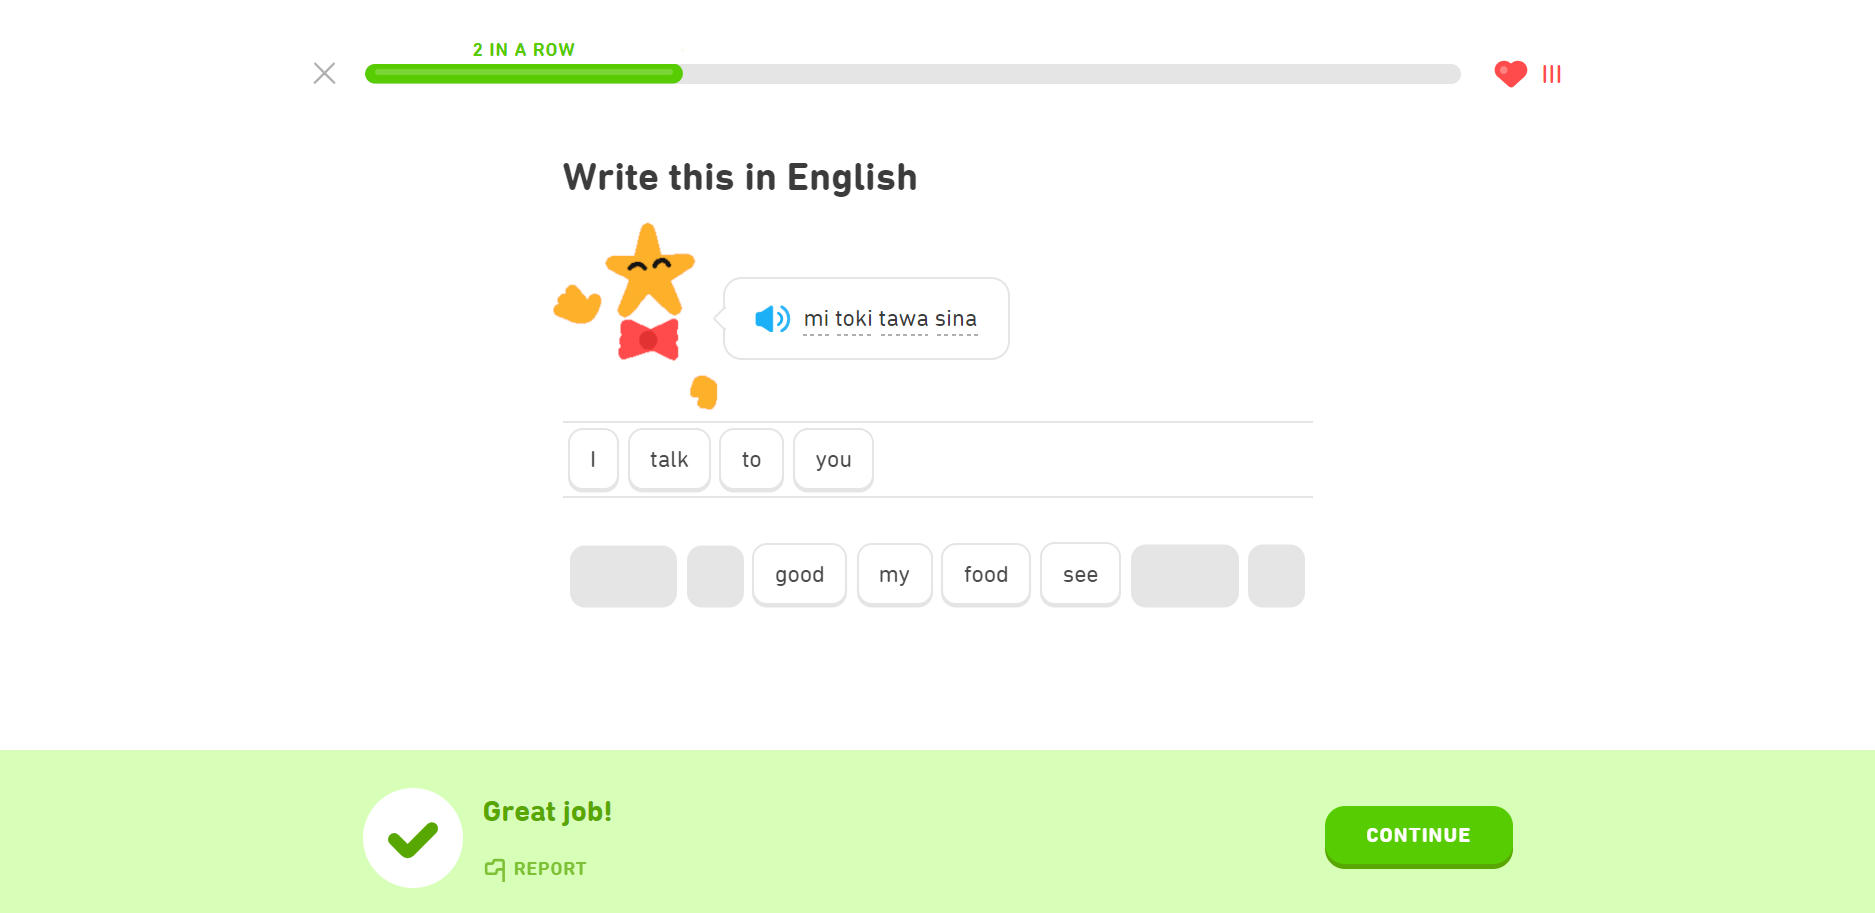 2 IN A ROW
Write this in English
mi toki tawa sina
I talk to you
good my food see
Great job!
REPORT
CONTINUE